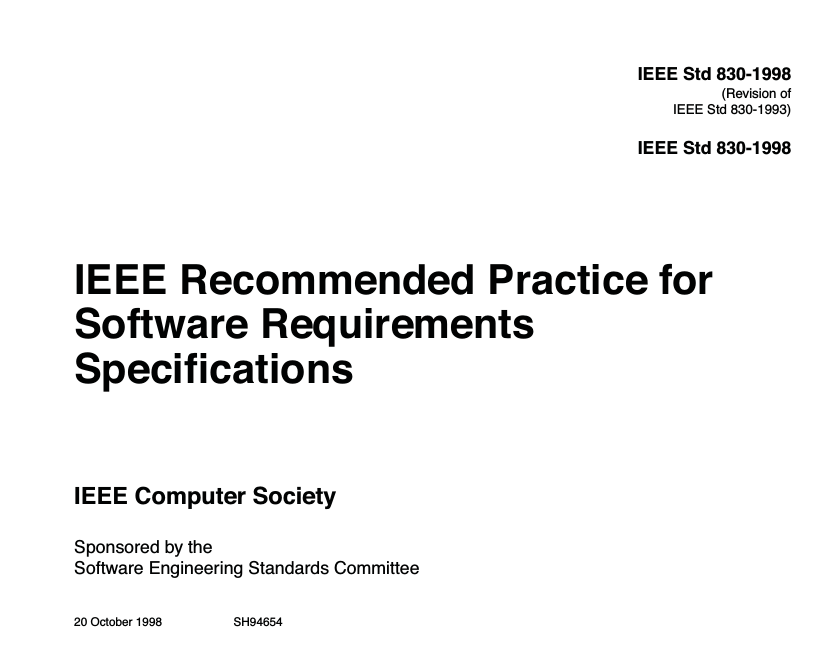 IEEE Std 830-1998
(Revision of
IEEE Std 830-1993)
IEEE Std 830-1998
IEEE Recommended Practice for
Software Requirements
Specifications
IEEE Computer Society
Sponsored by the
Software Engineering Standards Committee
20 October 1998 SH94654